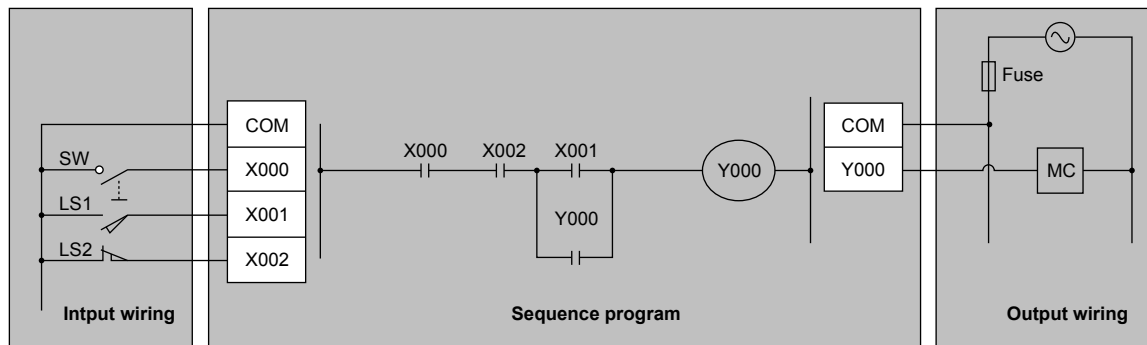 SW
LS1
LS2
Intput wiring
COM
X000
X001
X002
X000
X002
X001
Y000
Y000
Sequence program
COM
Y000
Fuse
MC
Output wiring